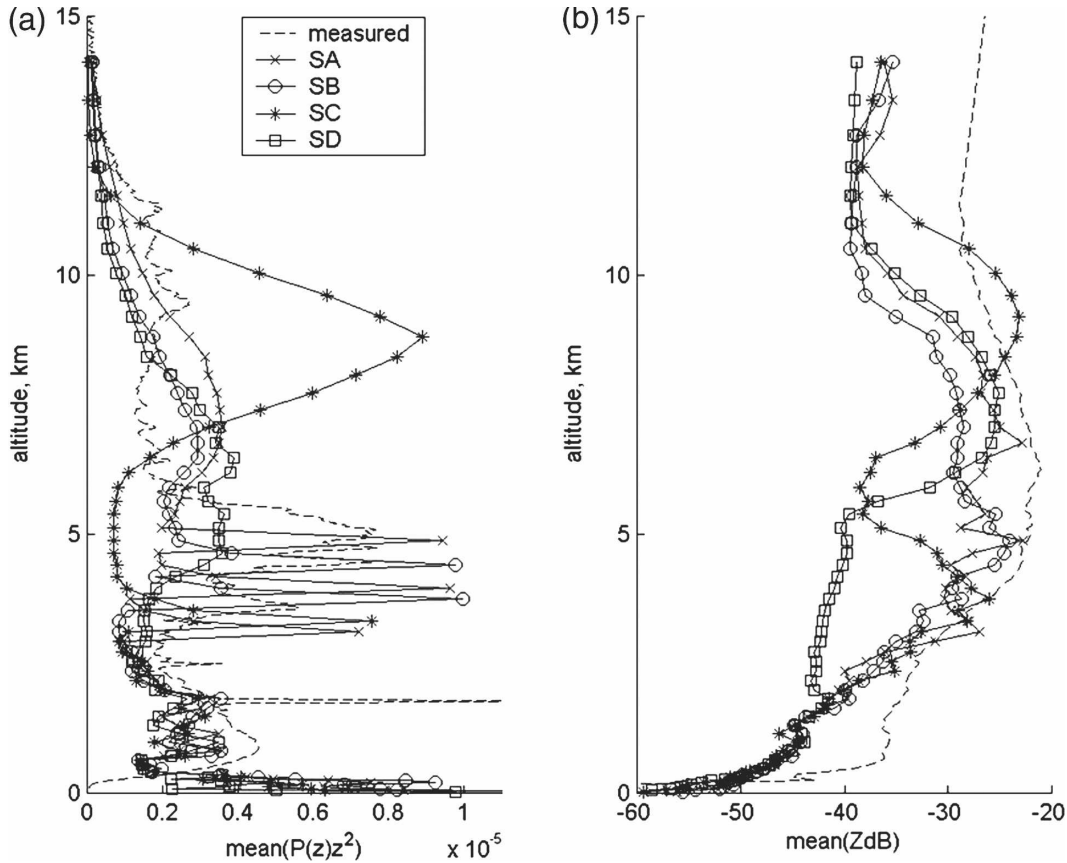 (a)
15
10
5
0
altitude, km
0
0.2
0.4
0.6
0.8
1
mean(P(z)z²)
x 10⁻⁵
measured
SA
SB
SC
SD
(b)
15
10
5
0
altitude, km
-60
-50
-40
-30
-20
mean(ZdB)